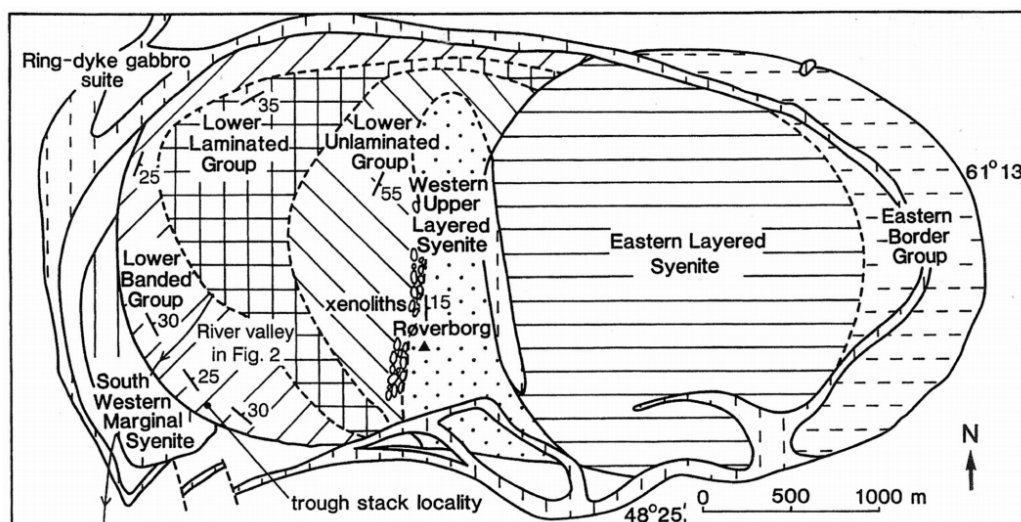 Ring-dyke gabbro
suite
35
Lower
Laminated
Group
Lower
Unlaminated
Group
55
25
Western
Upper
Layered
Syenite
Eastern Layered
Syenite
Eastern
Border
Group
61° 13
Lower
Banded
Group
30
xenoliths
15
Røverborg
River valley
in Fig. 2
25
30
South
Western
Marginal
Syenite
trough stack locality
N
48° 25'
0 500 1000 m